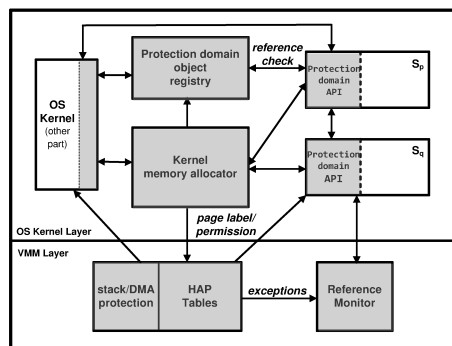 Protection domain
object
registry
reference
check
Protection
domain
API
Sp
OS
Kernel
(other
part)
Kernel
memory allocator
Protection
domain
API
Sq
page label/
permission
OS Kernel Layer
VMM Layer
stack/DMA
protection
HAP
Tables
exceptions
Reference
Monitor